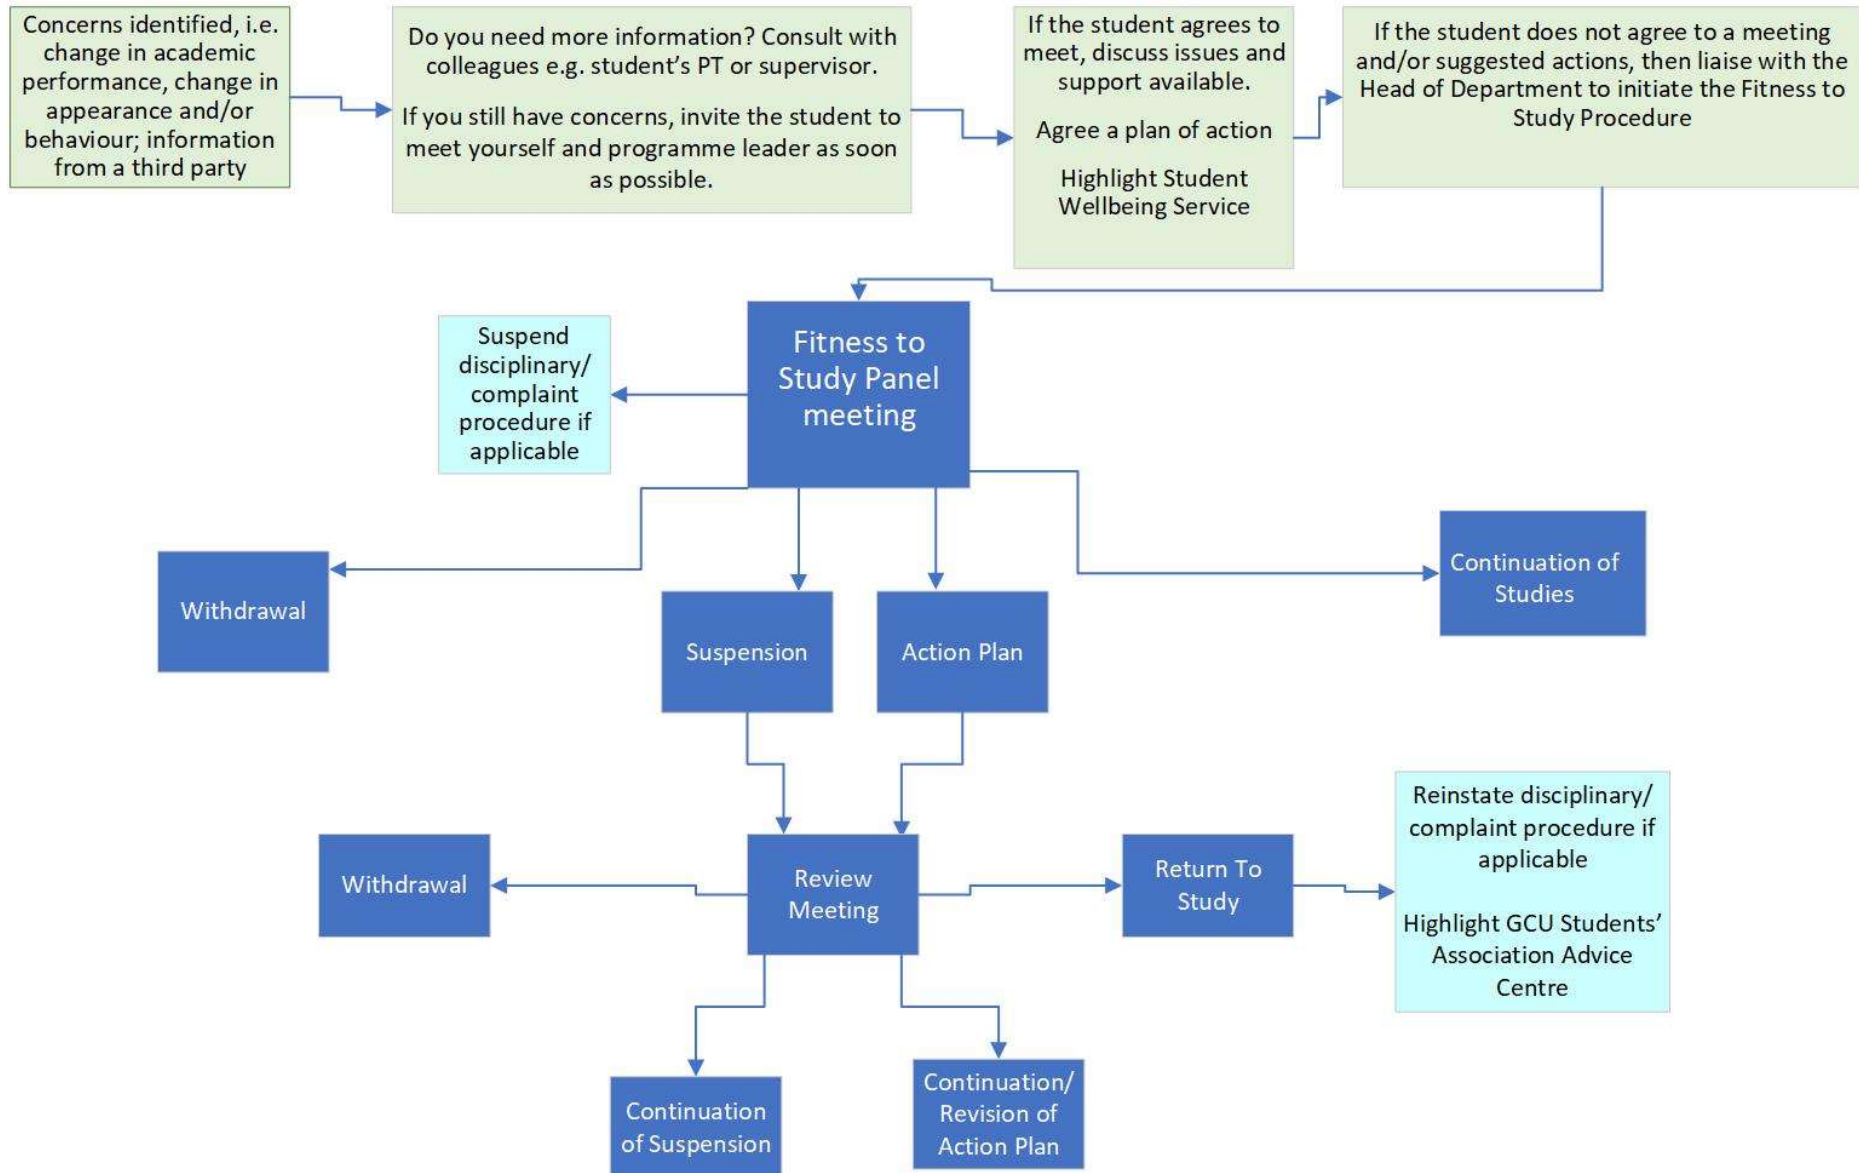 Concerns identified, i.e.
change in academic
performance, change in
appearance and/or
behaviour; information
from a third party
Do you need more information? Consult with
colleagues e.g. student’s PT or supervisor.
If you still have concerns, invite the student to
meet yourself and programme leader as soon
as possible.
If the student agrees to
meet, discuss issues and
support available.
Agree a plan of action
Highlight Student
Wellbeing Service
If the student does not agree to a meeting
and/or suggested actions, then liaise with the
Head of Department to initiate the Fitness to
Study Procedure
Suspend
disciplinary/
complaint
procedure if
applicable
Fitness to
Study Panel
meeting
Withdrawal
Suspension
Action Plan
Continuation of
Studies
Withdrawal
Review
Meeting
Return To
Study
Reinstate disciplinary/
complaint procedure if
applicable
Highlight GCU Students’
Association Advice
Centre
Continuation
of Suspension
Continuation/
Revision of
Action Plan